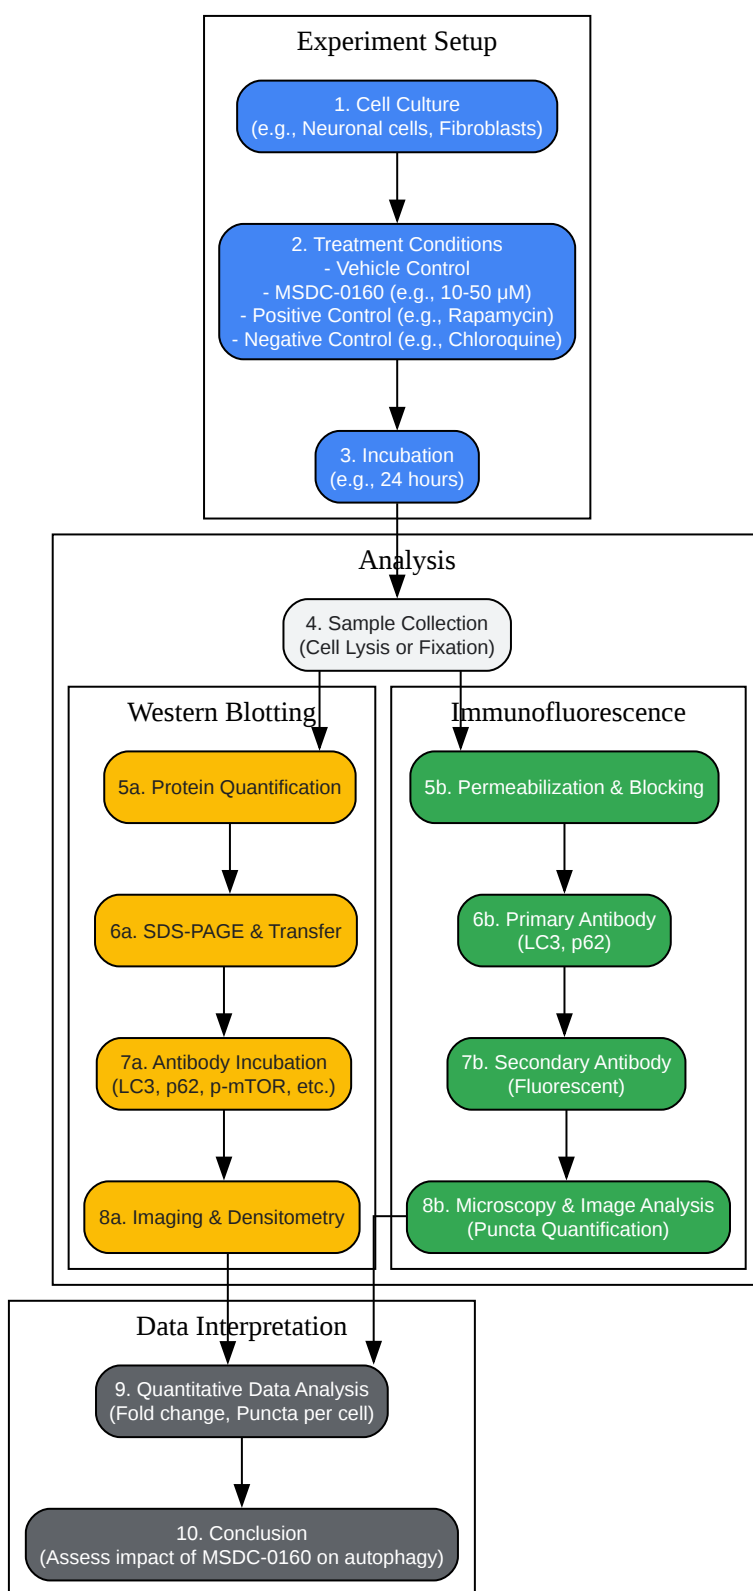 Experiment Setup
1. Cell Culture
(e.g., Neuronal cells, Fibroblasts)
2. Treatment Conditions
- Vehicle Control
- MSDC-0160 (e.g., 10-50 μM)
- Positive Control (e.g., Rapamycin)
- Negative Control (e.g., Chloroquine)
3. Incubation
(e.g., 24 hours)
Analysis
4. Sample Collection
(Cell Lysis or Fixation)
Western Blotting
5a. Protein Quantification
6a. SDS-PAGE & Transfer
7a. Antibody Incubation
(LC3, p62, p-mTOR, etc.)
8a. Imaging & Densitometry
Immunofluorescence
5b. Permeabilization & Blocking
6b. Primary Antibody
(LC3, p62)
7b. Secondary Antibody
(Fluorescent)
8b. Microscopy & Image Analysis
(Puncta Quantification)
Data Interpretation
9. Quantitative Data Analysis
(Fold change, Puncta per cell)
10. Conclusion
(Assess impact of MSDC-0160 on autophagy)